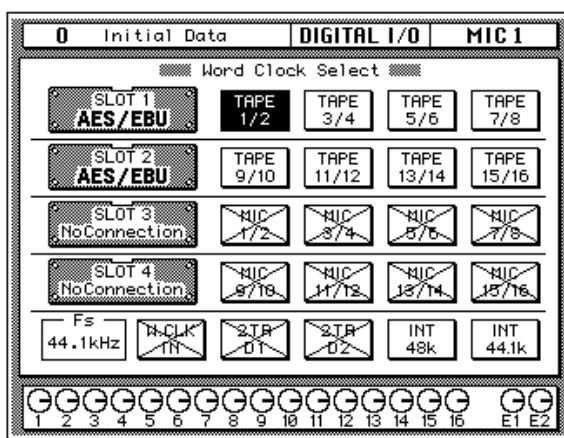 0 Initial Data DIGITAL I/O MIC 1
Word Clock Select
SLOT 1 AES/EBU TAPE 1/2 TAPE 3/4 TAPE 5/6 TAPE 7/8
SLOT 2 AES/EBU TAPE 9/10 TAPE 11/12 TAPE 13/14 TAPE 15/16
SLOT 3 NoConnection MIC 1/2 MIC 3/4 MIC 5/6 MIC 7/8
SLOT 4 NoConnection MIC 9/10 MIC 11/12 MIC 13/14 MIC 15/16
Fs 44.1kHz W.CLK IN 2TR D1 2TR D2 INT 48k INT 44.1k
1 2 3 4 5 6 7 8 9 10 11 12 13 14 15 16 E1 E2